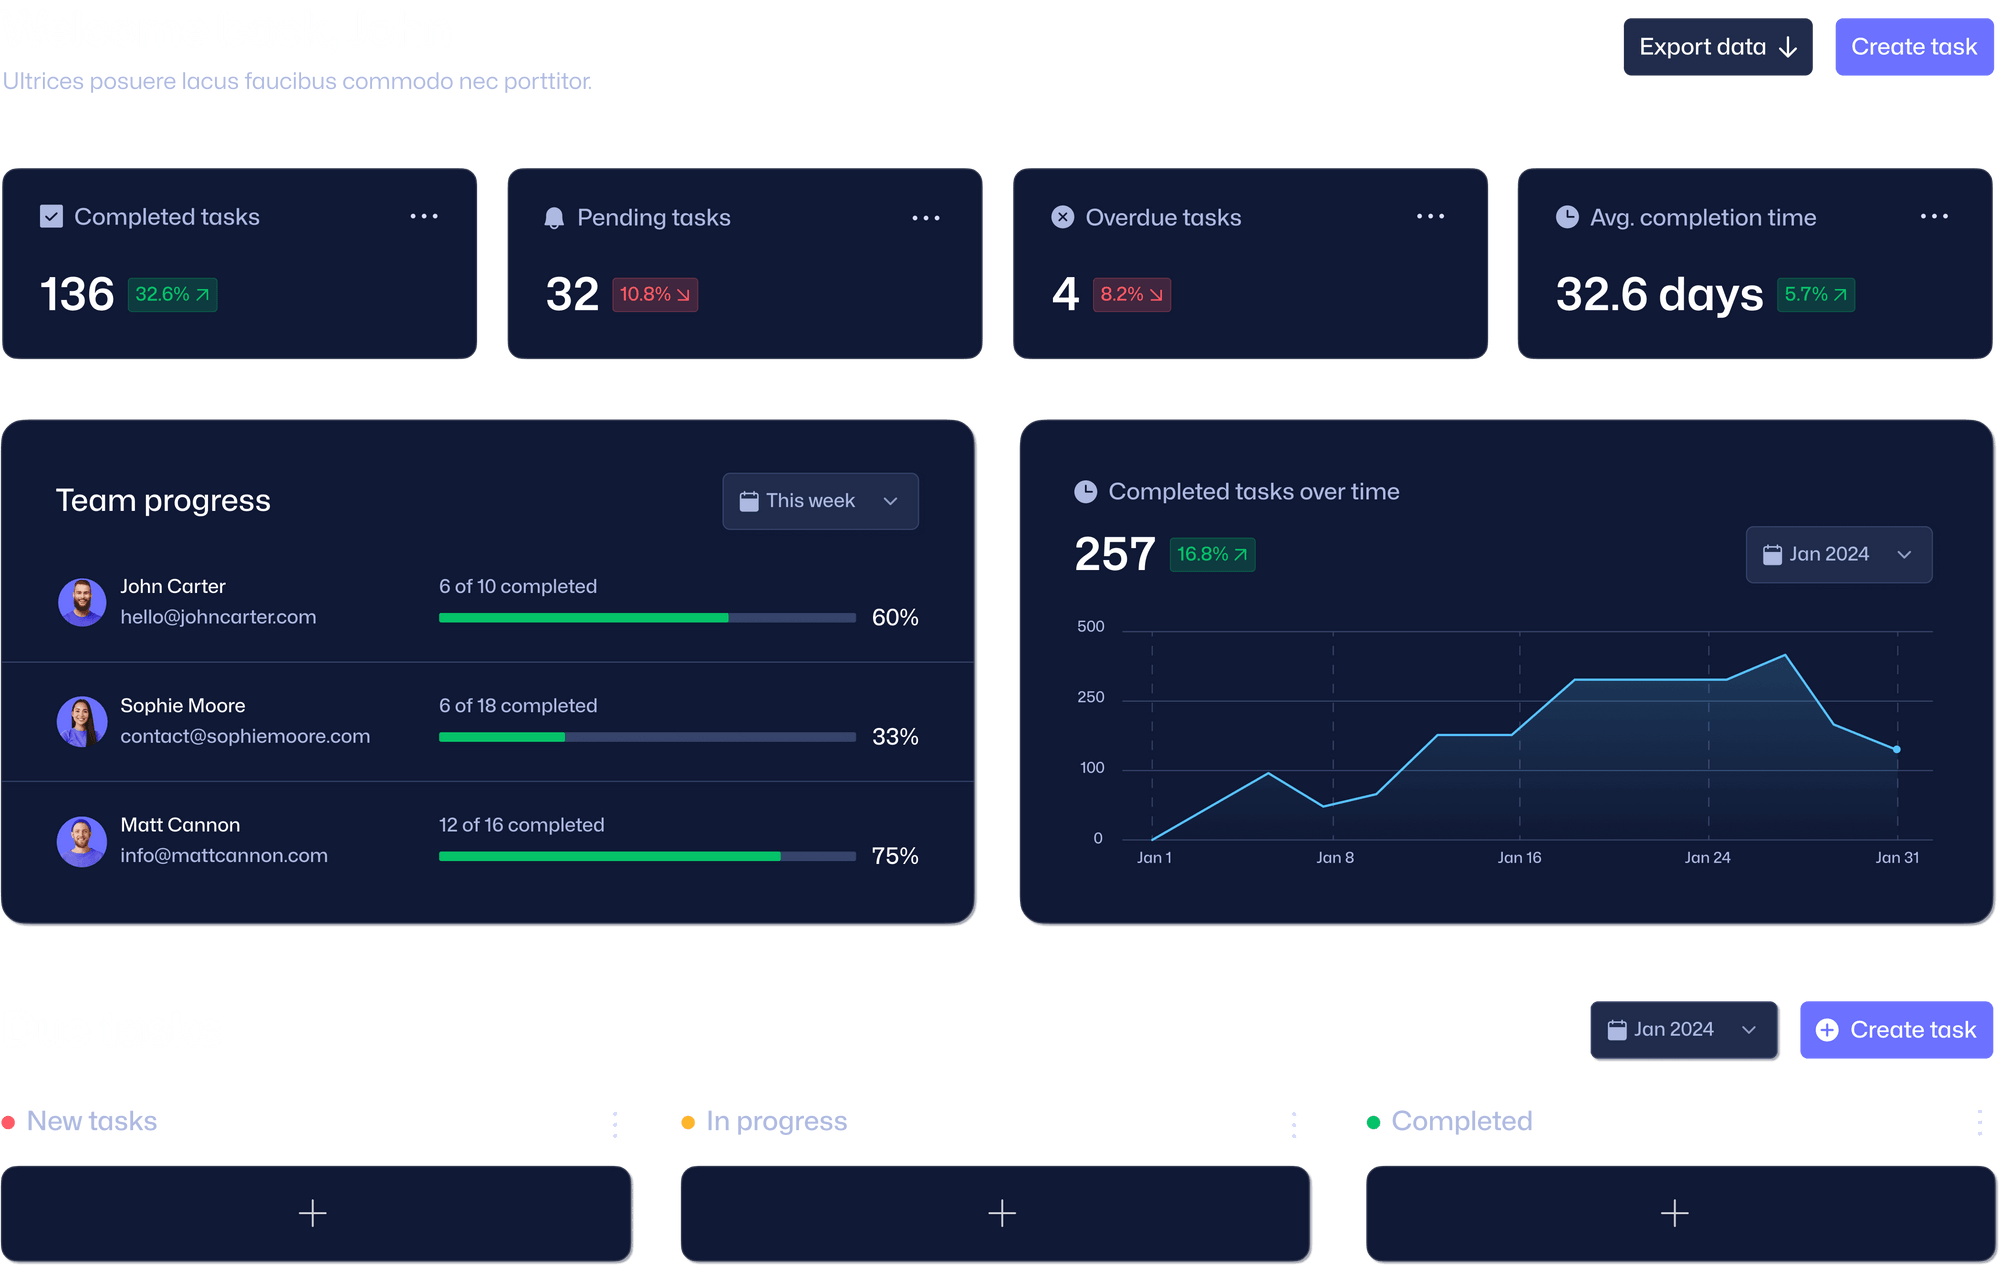 Export data
Create task
Ultrices posuere lacus faucibus commodo nec porttitor.
Completed tasks
136 32.6%
Pending tasks
32 10.8%
Overdue tasks
4 8.2%
Avg. completion time
32.6 days 5.7%
Team progress
This week
John Carter
hello@johncarter.com
6 of 10 completed
60%
Sophie Moore
contact@sophiemoore.com
6 of 18 completed
33%
Matt Cannon
info@mattcannon.com
12 of 16 completed
75%
Completed tasks over time
257 16.8%
Jan 2024
500
250
100
0
Jan 1
Jan 8
Jan 16
Jan 24
Jan 31
Jan 2024
Create task
New tasks
In progress
Completed